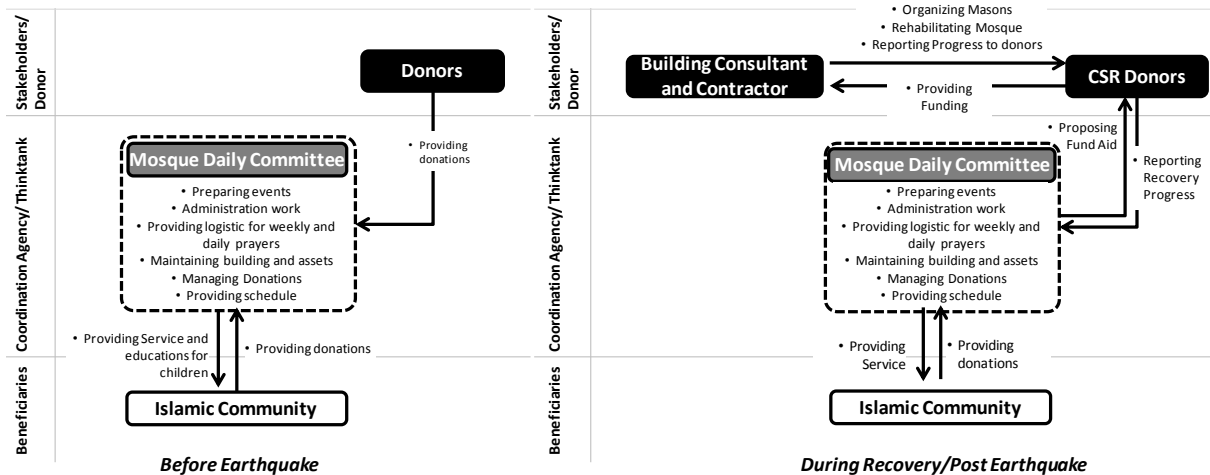 Stakeholders/
Donor
Donors
• Providing
donations
Coordination Agency/ Thinktank
Mosque Daily Committee
• Preparing events
• Administration work
• Providing logistic for weekly and
daily prayers
• Maintaining building and assets
• Managing Donations
• Providing schedule
• Providing Service and
educations for
children
• Providing donations
Beneficiaries
Islamic Community
Before Earthquake
Stakeholders/
Donor
• Organizing Masons
• Rehabilitating Mosque
• Reporting Progress to donors
Building Consultant
and Contractor
CSR Donors
• Providing
Funding
• Proposing
Fund Aid
• Reporting
Recovery
Progress
Coordination Agency/ Thinktank
Mosque Daily Committee
• Preparing events
• Administration work
• Providing logistic for weekly and
daily prayers
• Maintaining building and assets
• Managing Donations
• Providing schedule
• Providing
Service
• Providing
donations
Beneficiaries
Islamic Community
During Recovery/Post Earthquake